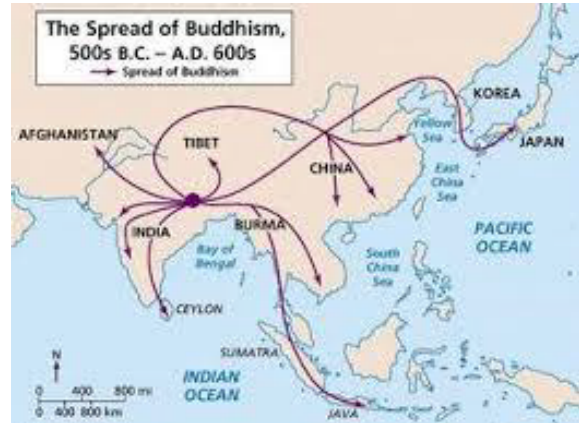 The Spread of Buddhism,
500s B.C. – A.D. 600s
Spread of Buddhism
KOREA
AFGHANISTAN
TIBET
Yellow
Sea
JAPAN
CHINA
East
China
Sea
INDIA
BURMA
PACIFIC
OCEAN
Bay of
Bengal
South
China
Sea
CEYLON
SUMATRA
N
INDIAN
OCEAN
0 400 800 mi
0 400 800 km
JAVA